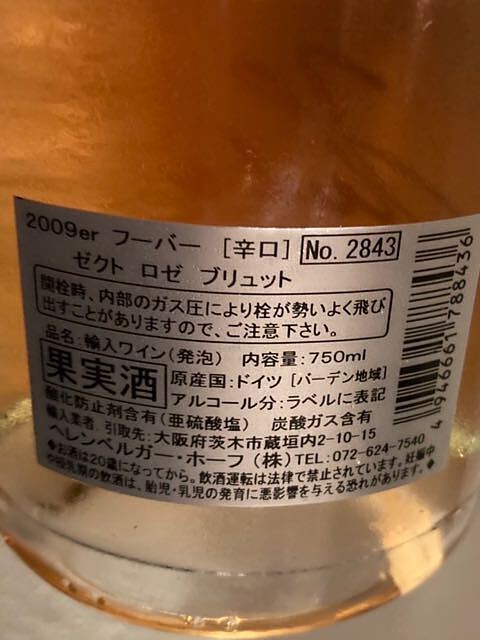 2009er フーバー [辛口] No. 2843
ゼクト ロゼ ブリュット
開栓時、内部のガス圧により栓が勢いよく飛び
出すことがありますので、ご注意下さい。
品名:輸入ワイン(発泡) 内容量:750ml
果実酒 原産国:ドイツ [バーデン地域]
アルコール分:ラベルに表記
酸化防止剤含有(亜硫酸塩) 炭酸ガス含有
輸入業者、引取先:大阪府茨木市蔵垣内2-10-15
ヘレンベルガー・ホーフ(株)TEL:072-624-7540
◆お酒は20歳になってから。飲酒運転は法律で禁止されています。妊娠中
や授乳期の飲酒は、胎児・乳児の発育に悪影響を与える恐れがあります。◆
4 946661 788436